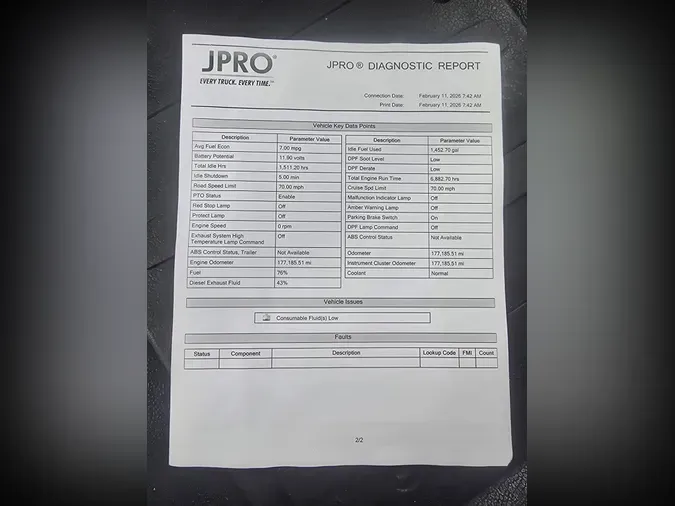 JPRO®
EVERY TRUCK. EVERY TIME.™
JPRO® DIAGNOSTIC REPORT
Connection Date: February 11, 2026 7:42 AM
Print Date: February 11, 2026 7:42 AM
Vehicle Key Data Points
Description Parameter Value
Avg Fuel Econ 7.00 mpg
Battery Potential 11.90 volts
Total Idle Hrs 1,511.20 hrs
Idle Shutdown 5.00 min
Road Speed Limit 70.00 mph
PTO Status Enable
Red Stop Lamp Off
Protect Lamp Off
Engine Speed 0 rpm
Exhaust System High Off
Temperature Lamp Command
ABS Control Status, Trailer Not Available
Engine Odometer 177,185.51 mi
Fuel 76%
Diesel Exhaust Fluid 43%
Description Parameter Value
Idle Fuel Used 1,452.70 gal
DPF Soot Level Low
DPF Derate Low
Total Engine Run Time 6,882.70 hrs
Cruise Spd Limit 70.00 mph
Malfunction Indicator Lamp Off
Amber Warning Lamp Off
Parking Brake Switch On
DPF Lamp Command Off
ABS Control Status Not Available
Odometer 177,185.51 mi
Instrument Cluster Odometer 177,185.51 mi
Coolant Normal
Vehicle Issues
Consumable Fluid(s) Low
Faults
Status Component Description Lookup Code FMI Count
2/2